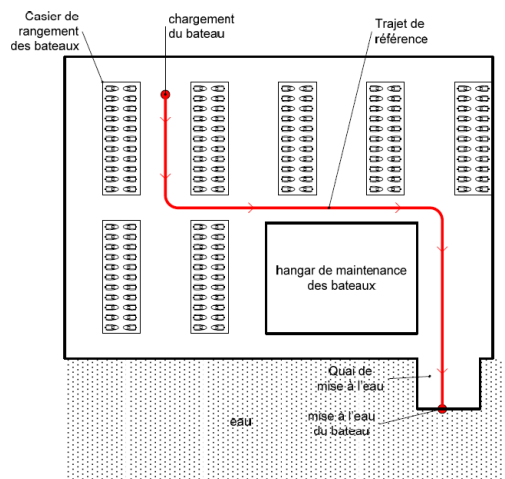 Casier de
rangement
des bateaux
chargement
du bateau
Trajet de
référence
hangar de maintenance
des bateaux
Quai de
mise à l'eau
mise à l'eau
du bateau
eau